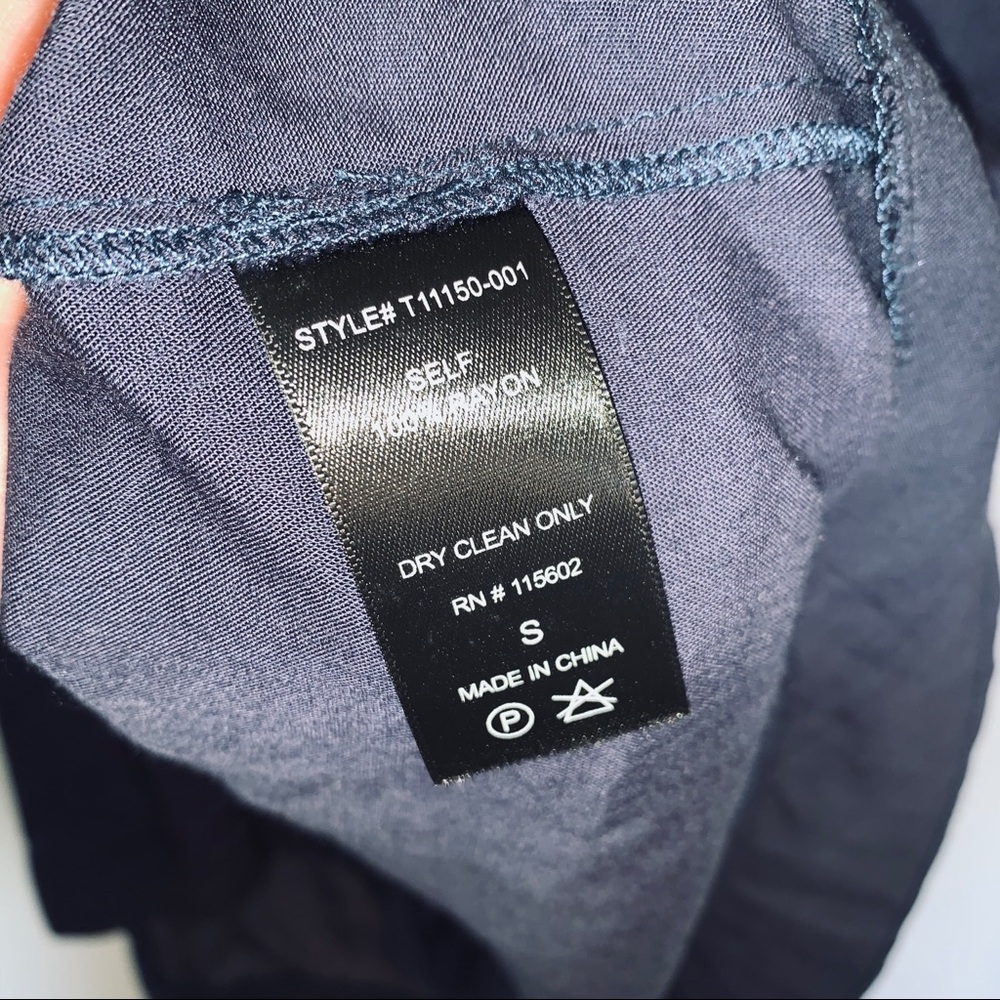 STYLE# T11150-001
SELF
100% RAYON
DRY CLEAN ONLY
RN # 115602
S
MADE IN CHINA
P